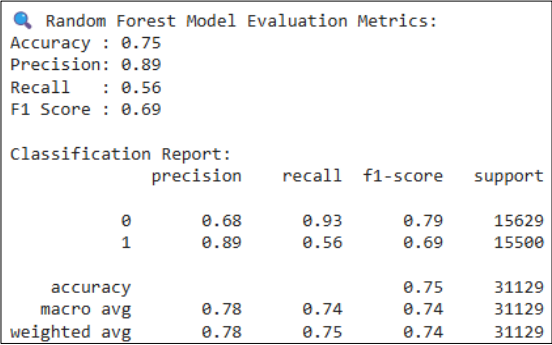 🔍 Random Forest Model Evaluation Metrics:
Accuracy : 0.75
Precision: 0.89
Recall   : 0.56
F1 Score : 0.69
Classification Report:
precision    recall  f1-score   support
0       0.68      0.93      0.79     15629
1       0.89      0.56      0.69     15500
accuracy                           0.75     31129
macro avg       0.78      0.74      0.74     31129
weighted avg       0.78      0.75      0.74     31129